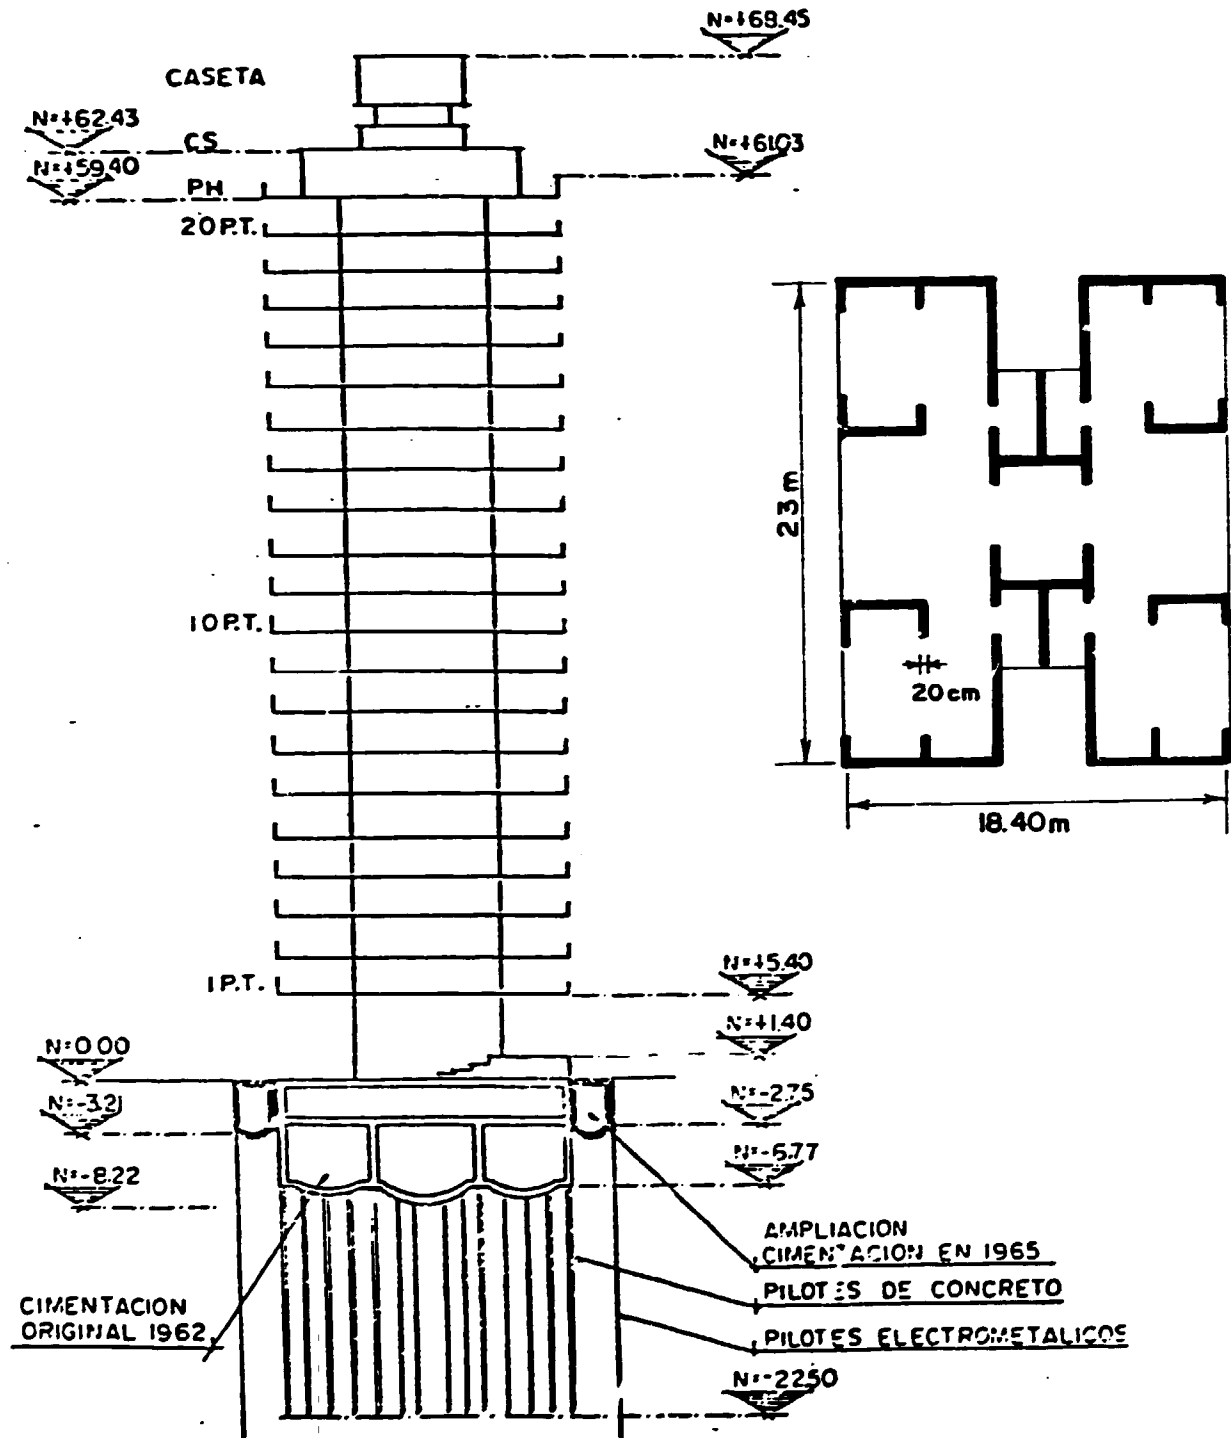 N=+68.45
CASETA
N=+62.43
CS
N=+61.03
N=+59.40
PH
20 P.T.
10 P.T.
1 P.T.
23 m
20 cm
18.40 m
N=+5.40
N=+1.40
N=0.00
N=-3.21
N=-2.75
N=-6.77
N=-8.22
AMPLIACION
CIMENTACION EN 1965
PILOTES DE CONCRETO
CIMENTACION
ORIGINAL 1962
PILOTES ELECTROMETALICOS
N=-22.50